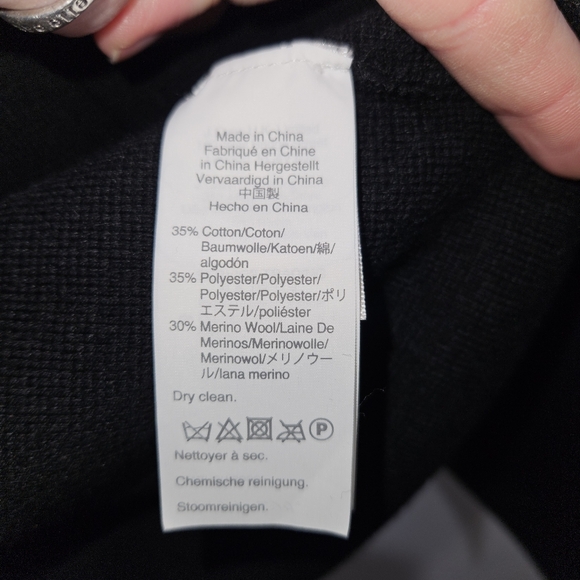 Made in China
Fabriqué en Chine
in China Hergestellt
Vervaardigd in China
中国製
Hecho en China
35% Cotton/Coton/
Baumwolle/Katoen/綿/
algodón
35% Polyester/Polyester/
Polyester/Polyester/ポリ
エステル/poliéster
30% Merino Wool/Laine De
Merinos/Merinowolle/
Merinowol/メリノウー
ル/lana merino
Dry clean.
P
Nettoyer à sec.
Chemische reinigung.
Stoomreinigen.